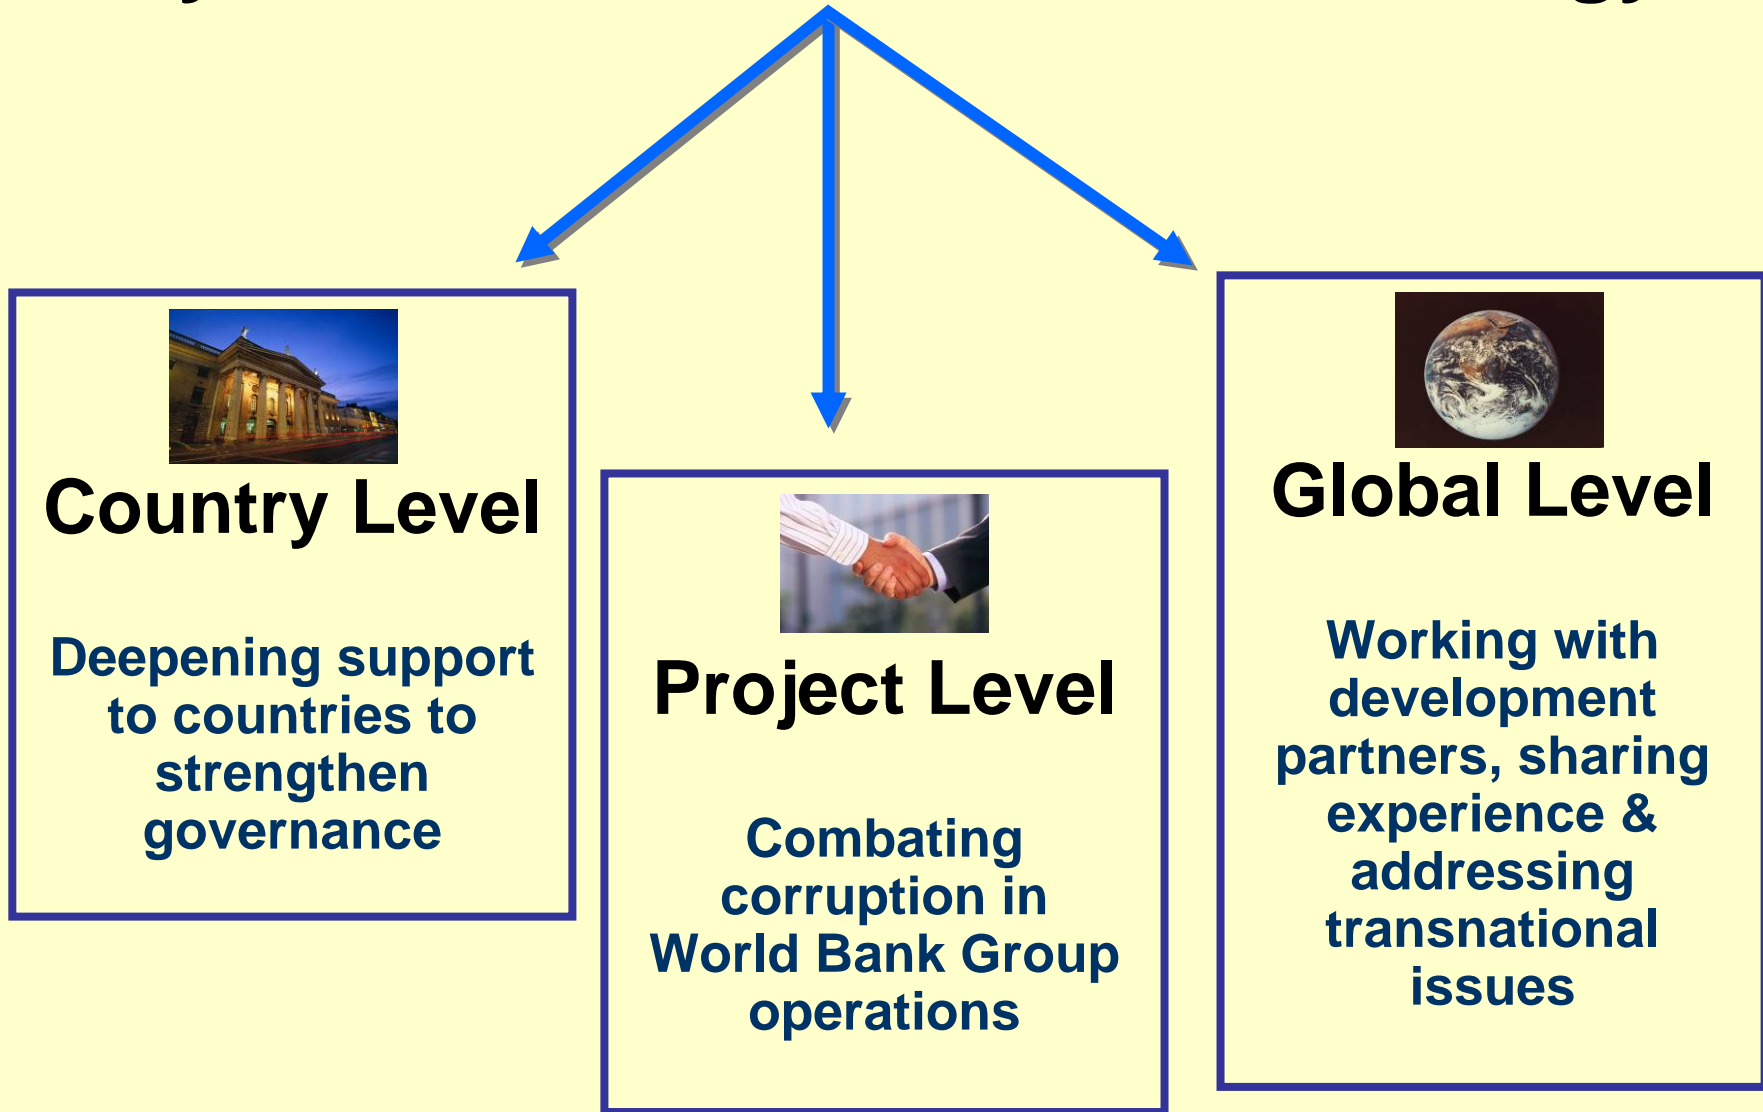 Country Level
Deepening support
to countries to
strengthen
governance
Project Level
Combating
corruption in
World Bank Group
operations
Global Level
Working with
development
partners, sharing
experience &
addressing
transnational
issues